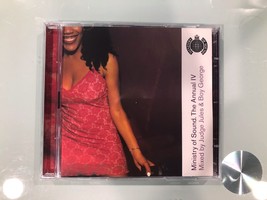 Ministry of Sound. The Annual IV
Mixed by Judge Jules & Boy George